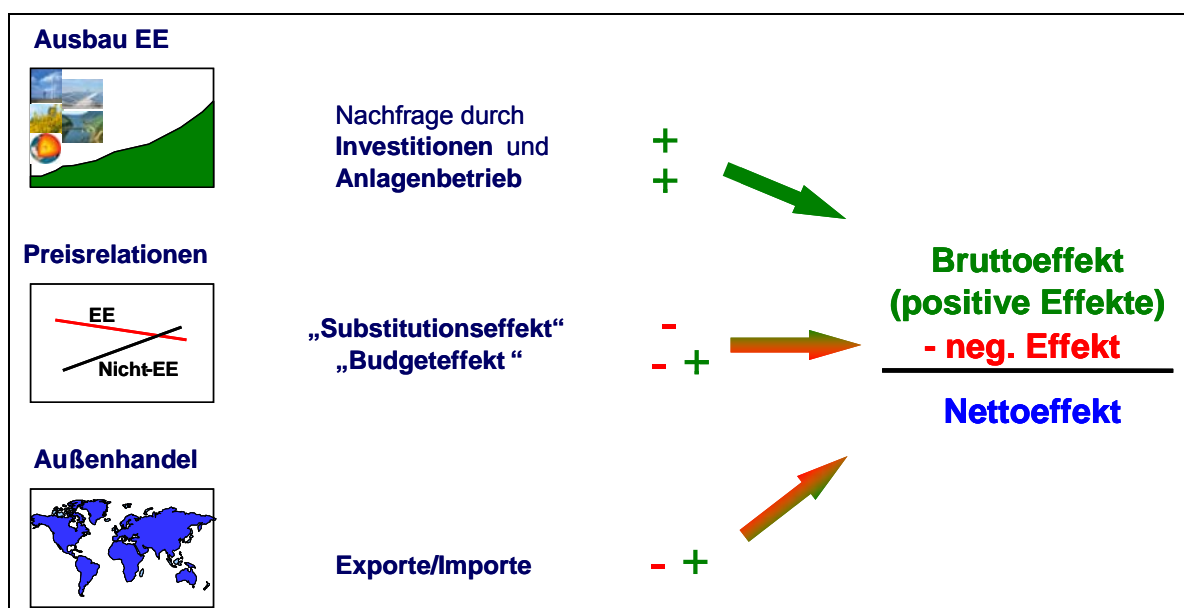 Ausbau EE
Nachfrage durch
Investitionen und
Anlagenbetrieb
+
+
Preisrelationen
EE
Nicht-EE
„Substitutionseffekt“
„Budgeteffekt “
-
- +
Außenhandel
Exporte/Importe
- +
Bruttoeffekt
(positive Effekte)
- neg. Effekt
Nettoeffekt